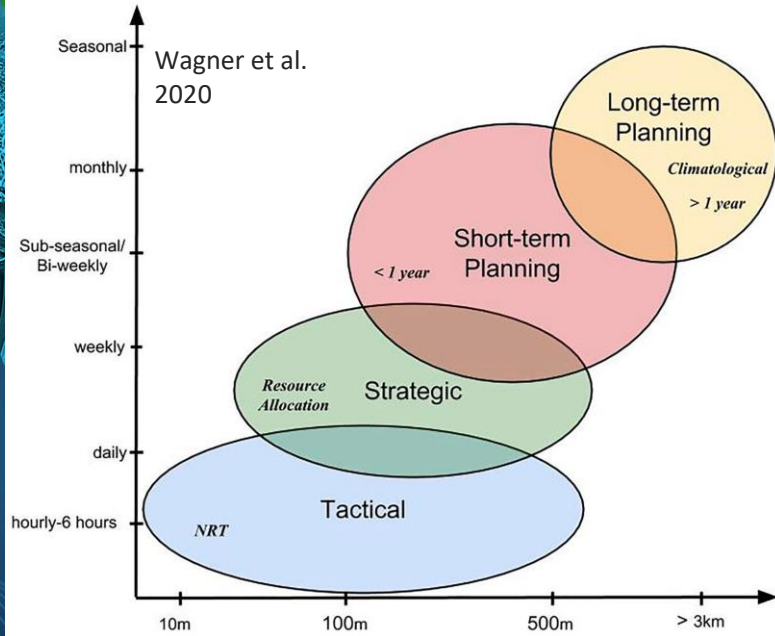 Wagner et al.
2020
Seasonal
monthly
Sub-seasonal/
Bi-weekly
weekly
daily
hourly-6 hours
Long-term
Planning
Climatological
> 1 year
Short-term
Planning
< 1 year
Resource
Allocation
Strategic
Tactical
NRT
10m
100m
500m
> 3km